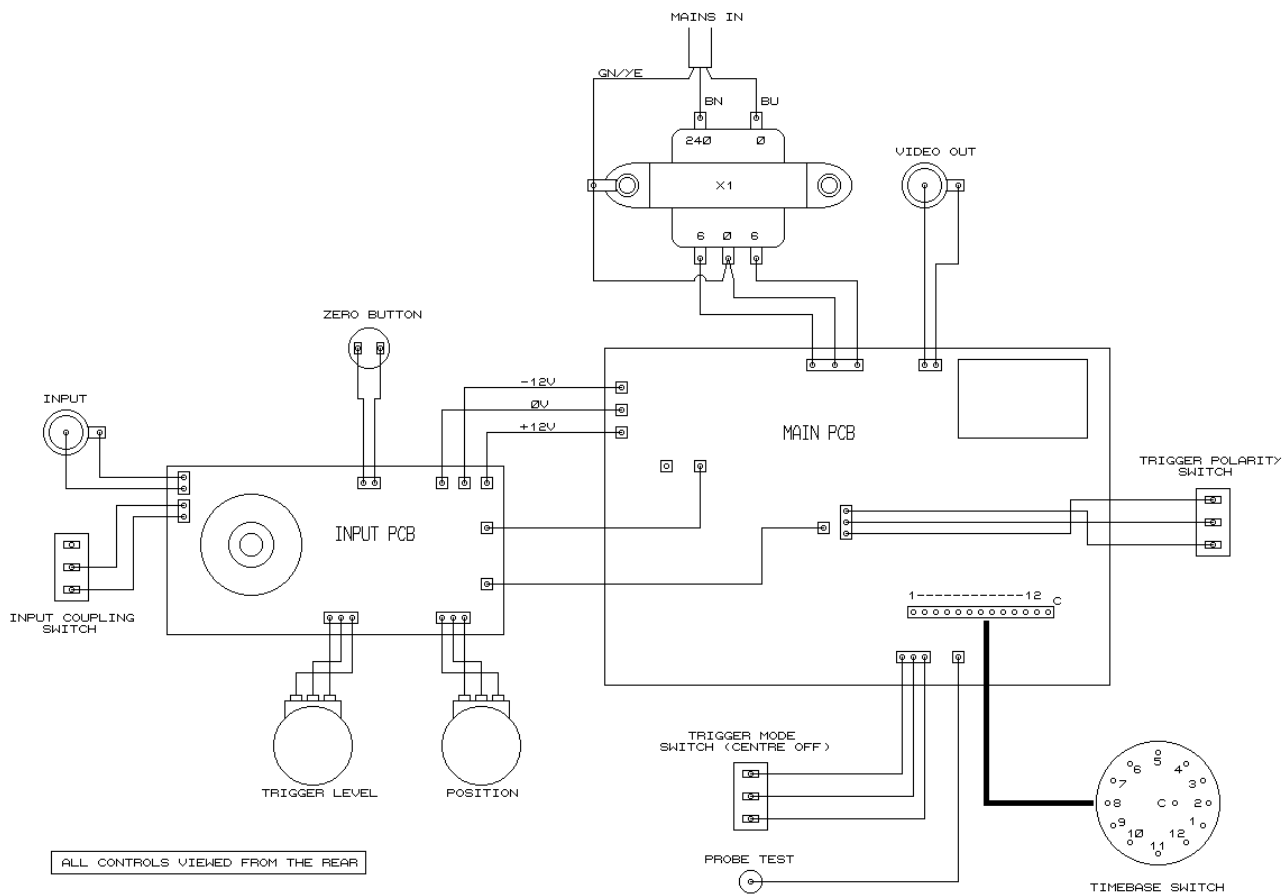 MAINS IN
GN/YE
BN
BU
240 0
X1
6 0 6
VIDEO OUT
ZERO BUTTON
INPUT
-12V
0V
+12V
MAIN PCB
TRIGGER POLARITY
SWITCH
INPUT PCB
INPUT COUPLING
SWITCH
1------------12
C
TRIGGER LEVEL
POSITION
TRIGGER MODE
SWITCH (CENTRE OFF)
5
6
4
7
3
8
C
2
9
1
10
12
11
PROBE TEST
TIMEBASE SWITCH
ALL CONTROLS VIEWED FROM THE REAR